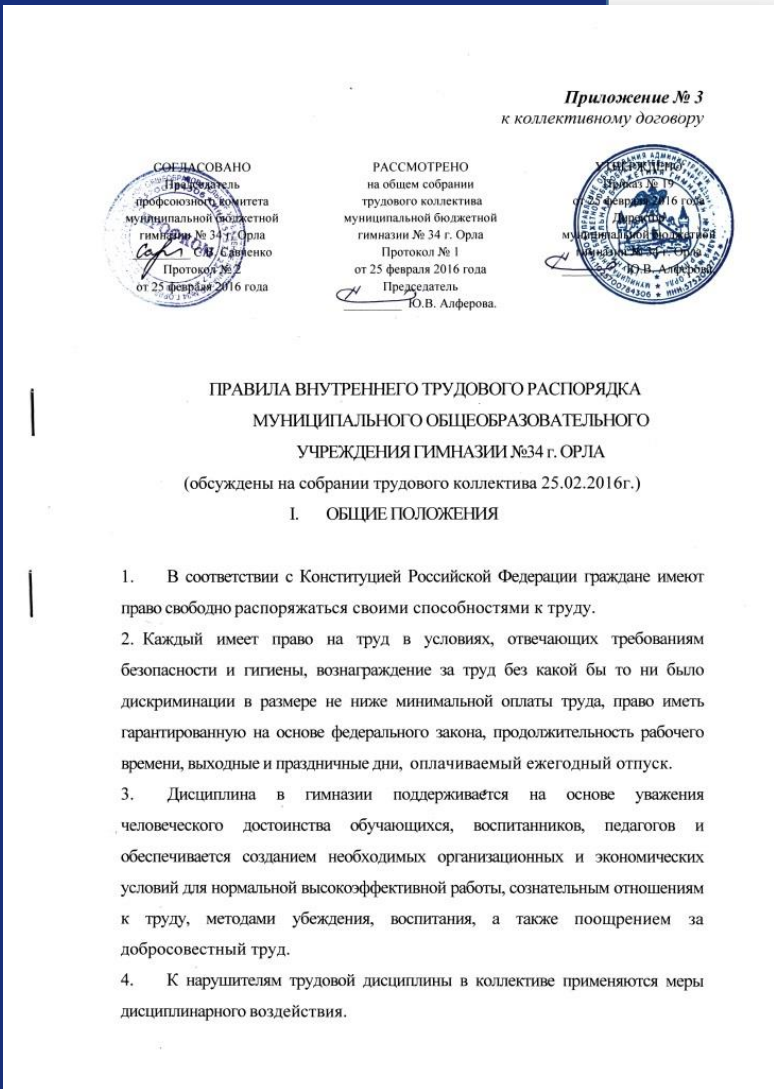 Приложение № 3
к коллективному договору
СОГЛАСОВАНО
Председатель
профсоюзного комитета
муниципальной бюджетной
гимназии № 34 г. Орла
Савченко
Протокол № 2
от 25 февраля 2016 года
РАССМОТРЕНО
на общем собрании
трудового коллектива
муниципальной бюджетной
гимназии № 34 г. Орла
Протокол № 1
от 25 февраля 2016 года
Председатель
Ю.В. Алферова.
УТВЕРЖДЕНО
Приказ № 19
от 25 февраля 2016 года
Директор
муниципальной бюджетной
гимназии № 34 г. Орла
Ю.В. Алферова
ПРАВИЛА ВНУТРЕННЕГО ТРУДОВОГО РАСПОРЯДКА
МУНИЦИПАЛЬНОГО ОБЩЕОБРАЗОВАТЕЛЬНОГО
УЧРЕЖДЕНИЯ ГИМНАЗИИ №34 г. ОРЛА
(обсуждены на собрании трудового коллектива 25.02.2016г.)
I. ОБЩИЕ ПОЛОЖЕНИЯ
1. В соответствии с Конституцией Российской Федерации граждане имеют
право свободно распоряжаться своими способностями к труду.
2. Каждый имеет право на труд в условиях, отвечающих требованиям
безопасности и гигиены, вознаграждение за труд без какой бы то ни было
дискриминации в размере не ниже минимальной оплаты труда, право иметь
гарантированную на основе федерального закона, продолжительность рабочего
времени, выходные и праздничные дни, оплачиваемый ежегодный отпуск.
3. Дисциплина в гимназии поддерживается на основе уважения
человеческого достоинства обучающихся, воспитанников, педагогов и
обеспечивается созданием необходимых организационных и экономических
условий для нормальной высокоэффективной работы, сознательным отношениям
к труду, методами убеждения, воспитания, а также поощрением за
добросовестный труд.
4. К нарушителям трудовой дисциплины в коллективе применяются меры
дисциплинарного воздействия.